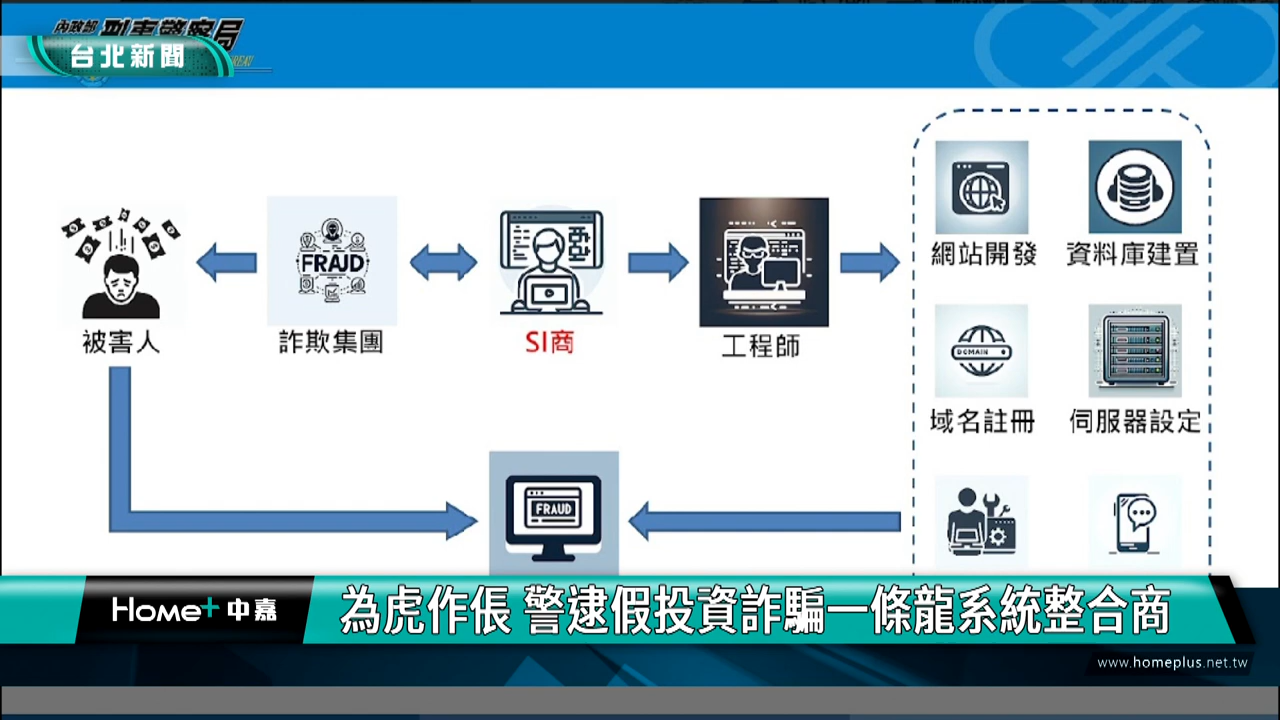 內政部 刑事警察局
台北新聞
FRAUD
被害人
詐欺集團
SI商
工程師
網站開發
資料庫建置
DOMAIN
域名註冊
伺服器設定
FRAUD
Home+ 中嘉
為虎作倀 警逮假投資詐騙一條龍系統整合商
www.homeplus.net.tw